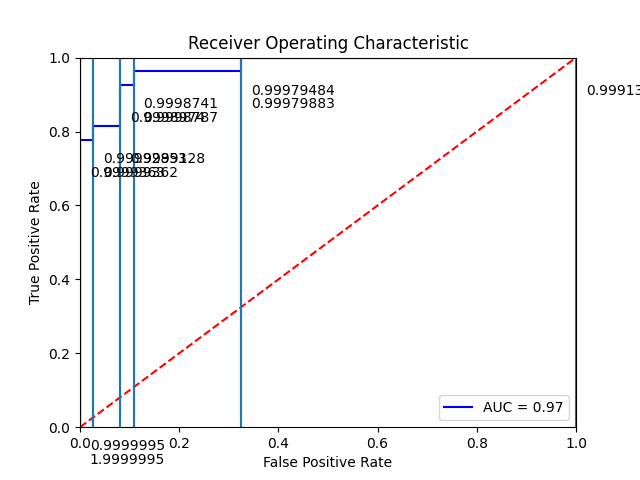 Receiver Operating Characteristic
1.0
0.99979484
0.99913
0.9998741
0.99979883
0.8
0.6
True Positive Rate
0.4
0.2
AUC = 0.97
0.0
0.0 0.2 0.4 0.6 0.8 1.0
0.9999995
1.9999995
False Positive Rate